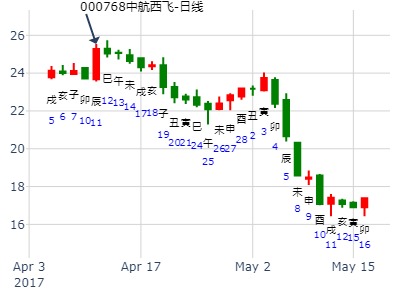 000768中航西飞-日线
26
24
22
20
18
16
戌 亥 子 卯 辰 巳 午 未 戌 亥 子 丑 寅 巳 午 未 申 酉 丑 寅 卯 辰 未 申 酉 戌 亥 寅 卯
5 6 7 10 11 12 13 14 17 18 19 20 21 24 25 26 27 28 2 3 4 5 8 9 10 11 12 15 16
Apr 3 Apr 17 May 2 May 15
2017